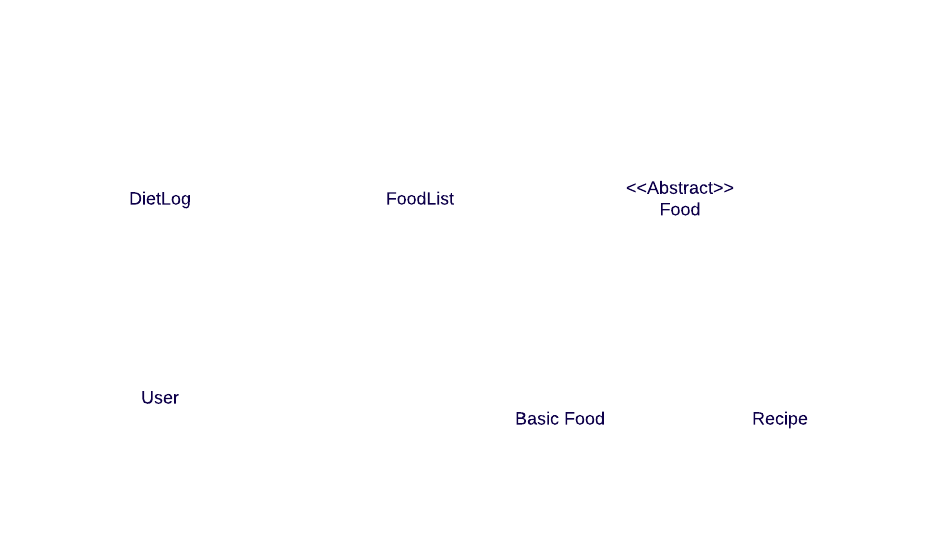 DietLog
FoodList
<<Abstract>>
Food
User
Basic Food
Recipe